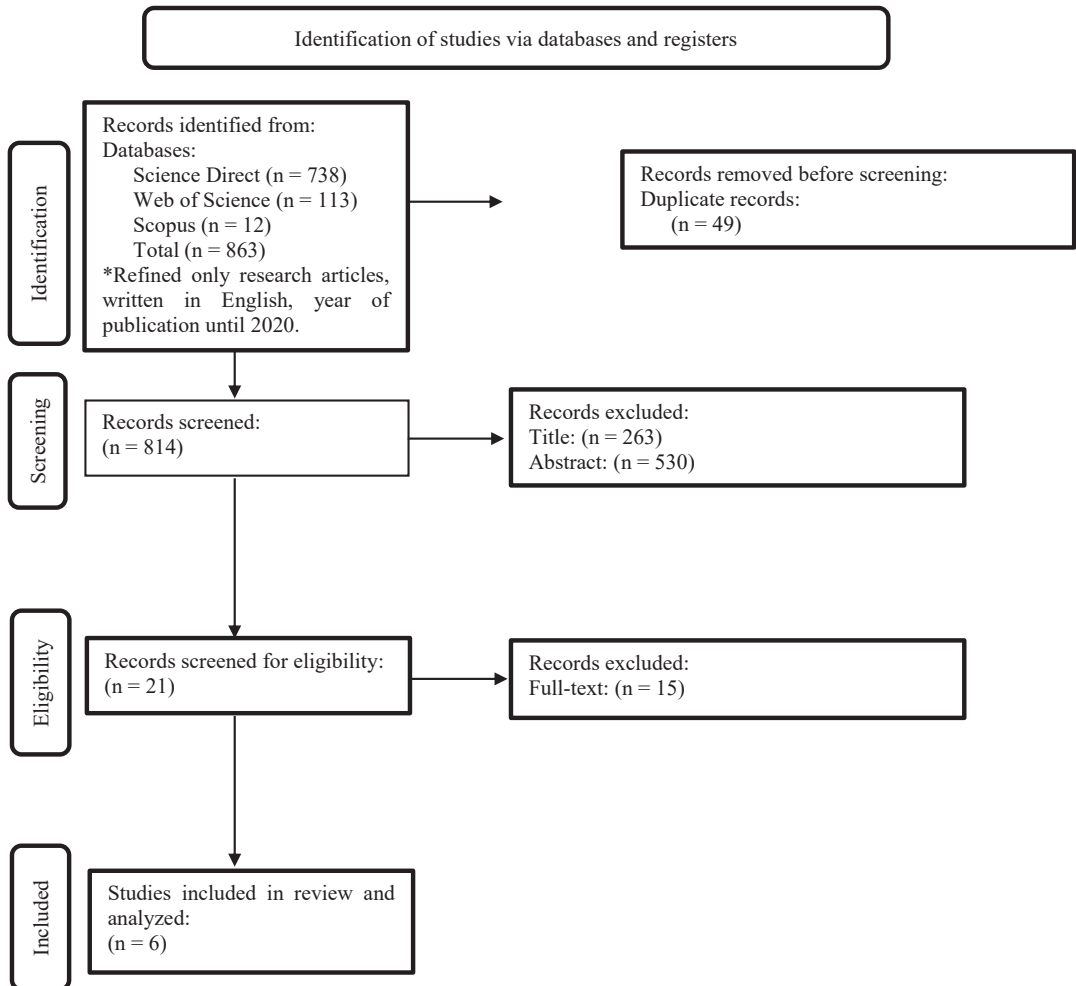 Identification of studies via databases and registers
Identification
Records identified from:
Databases:
Science Direct (n = 738)
Web of Science (n = 113)
Scopus (n = 12)
Total (n = 863)
*Refined only research articles,
written in English, year of
publication until 2020.
Records removed before screening:
Duplicate records:
(n = 49)
Screening
Records screened:
(n = 814)
Records excluded:
Title: (n = 263)
Abstract: (n = 530)
Eligibility
Records screened for eligibility:
(n = 21)
Records excluded:
Full-text: (n = 15)
Included
Studies included in review and
analyzed:
(n = 6)